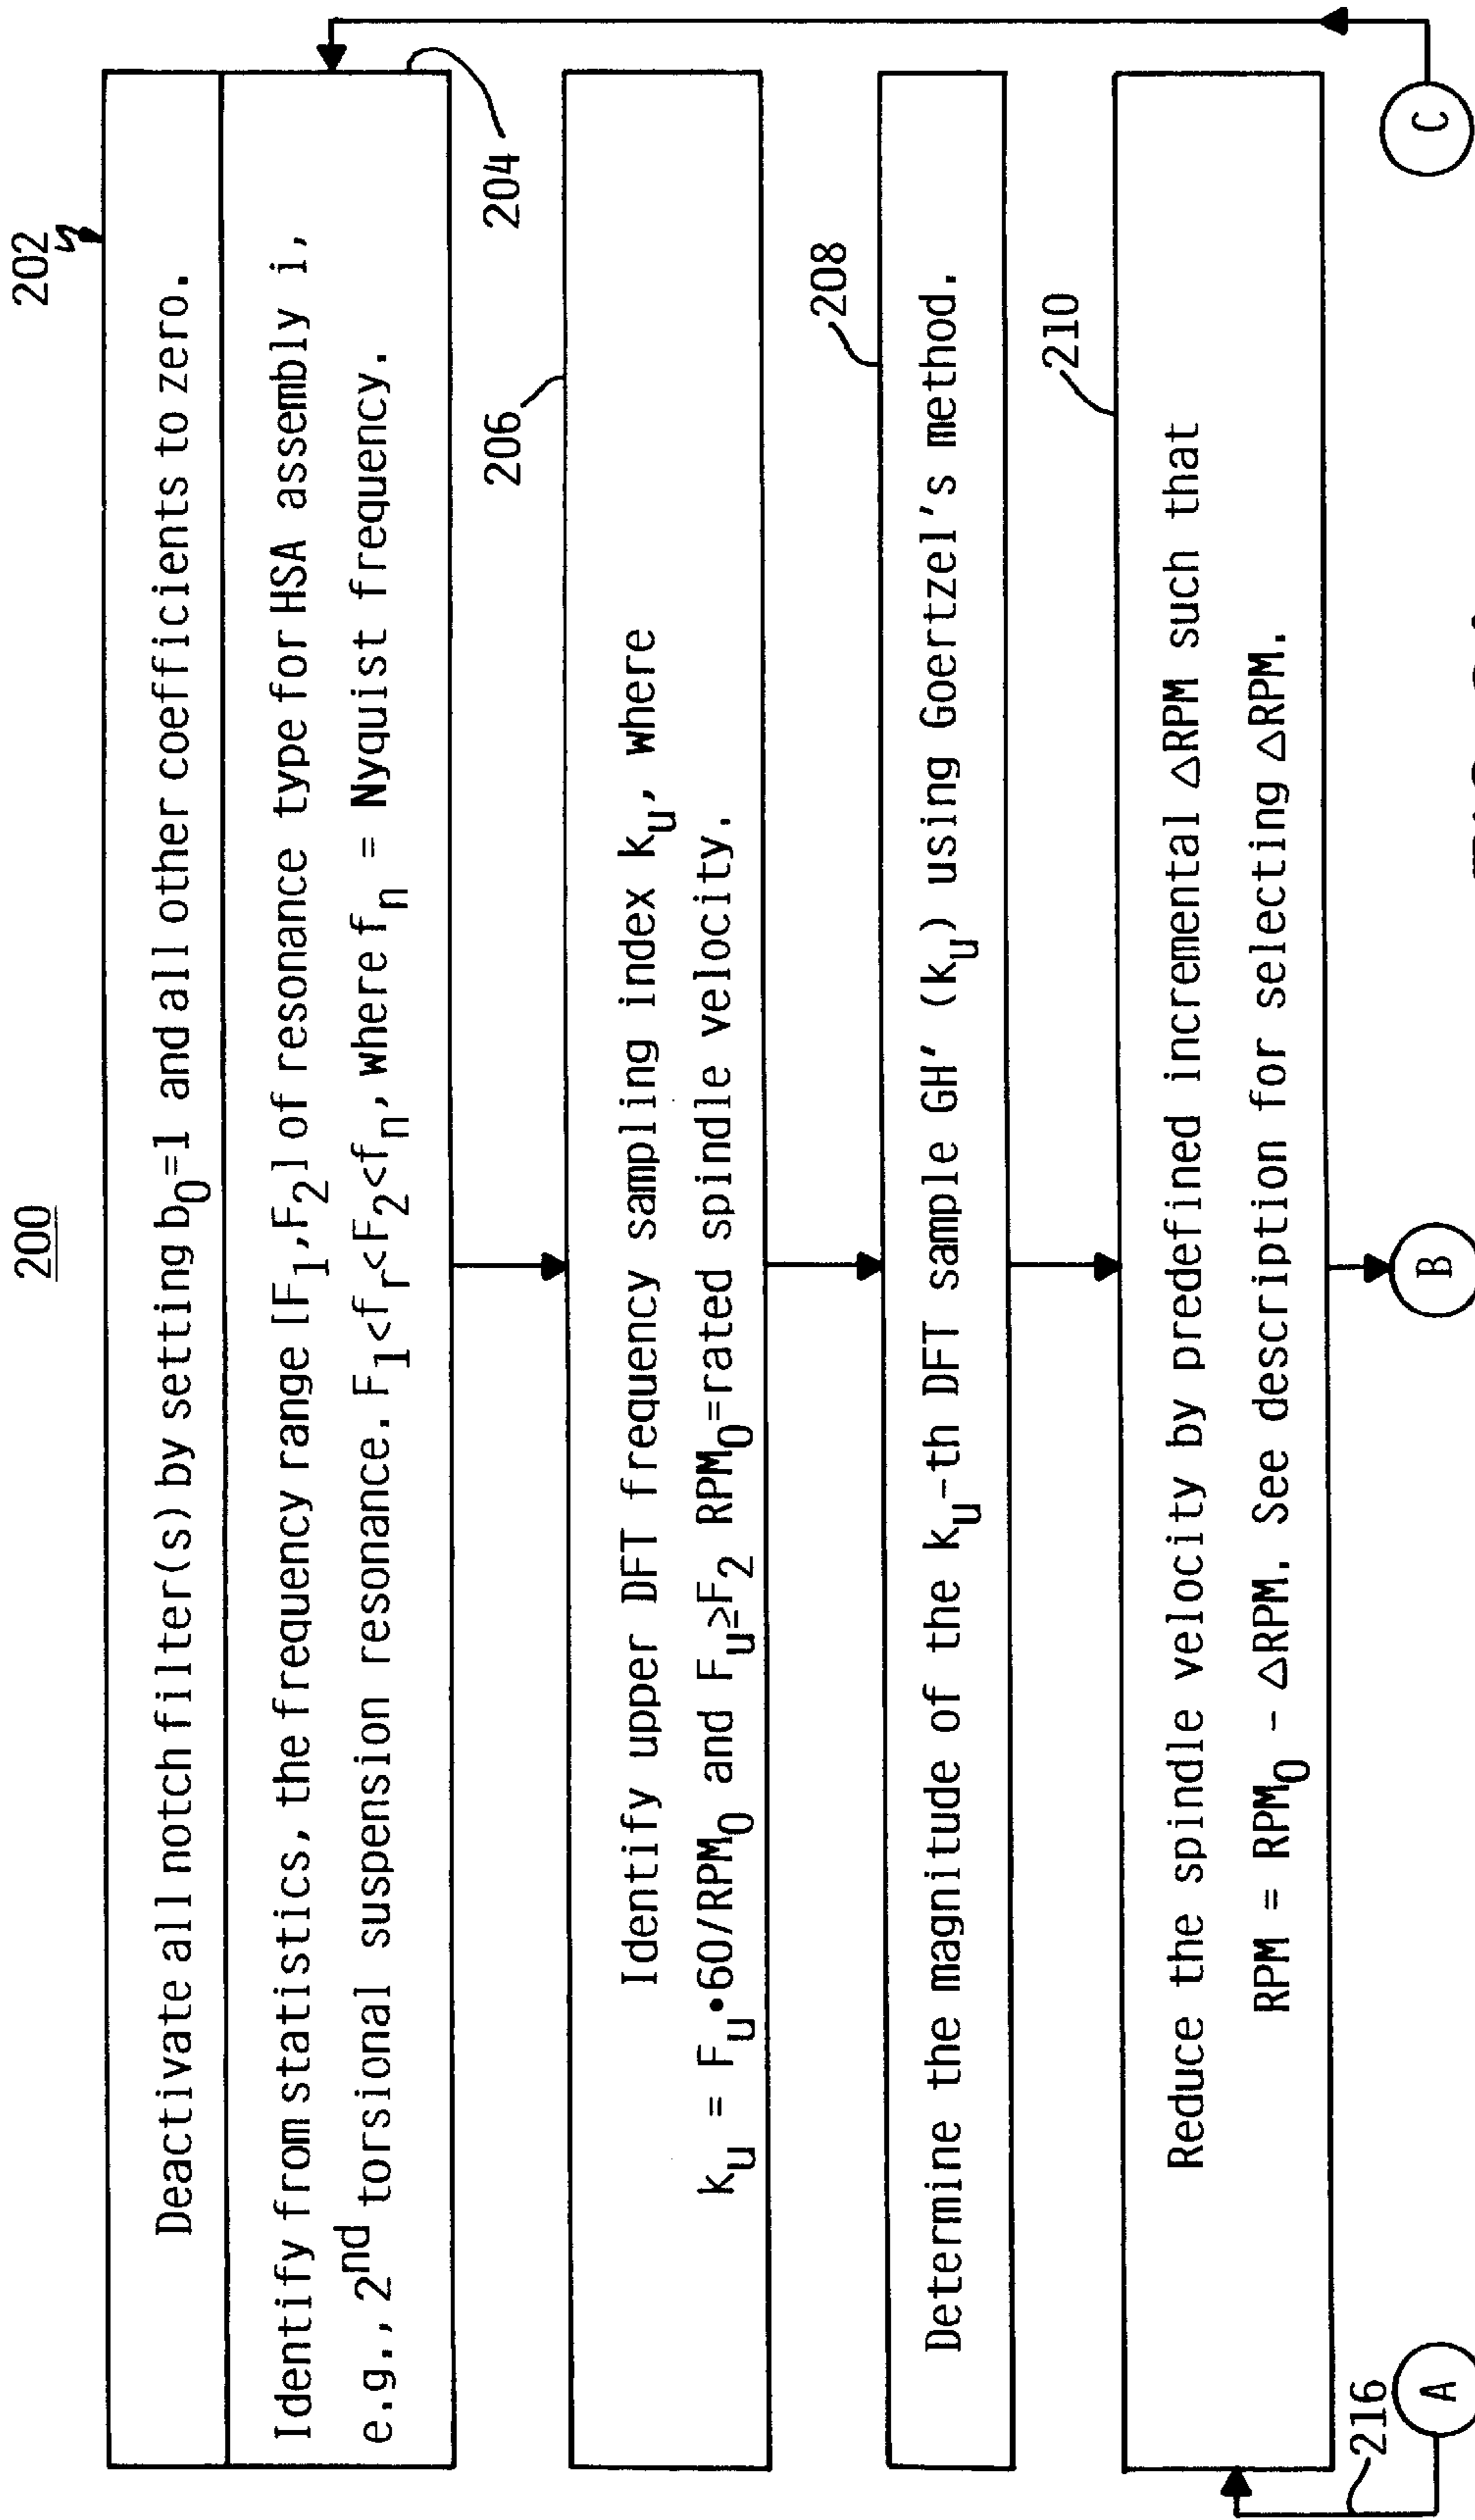 200
202
Deactivate all notch filter(s) by setting b₀=1 and all other coefficients to zero.
Identify from statistics, the frequency range [F₁,F₂] of resonance type for HSA assembly i,
e.g., 2ⁿᵈ torsional suspension resonance. F₁<fᵣ<F₂<fₙ, where fₙ = Nyquist frequency.
204
206
Identify upper DFT frequency sampling index kᵤ, where
kᵤ = Fᵤ•60/RPM₀ and Fᵤ≥F₂ RPM₀=rated spindle velocity.
208
Determine the magnitude of the kᵤ-th DFT sample GH' (kᵤ) using Goertzel's method.
210
Reduce the spindle velocity by predefined incremental △RPM such that
RPM = RPM₀ - △RPM. See description for selecting △RPM.
216
A
B
C